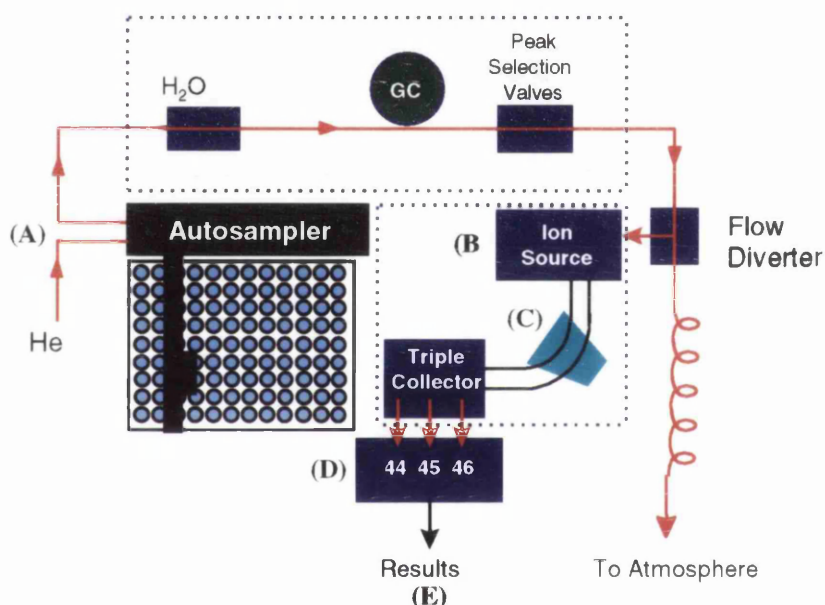 Peak
Selection
Valves
H₂O
GC
(A)
Autosampler
He
(B)
Ion
Source
Flow
Diverter
(C)
Triple
Collector
(D)
44 45 46
Results
(E)
To Atmosphere